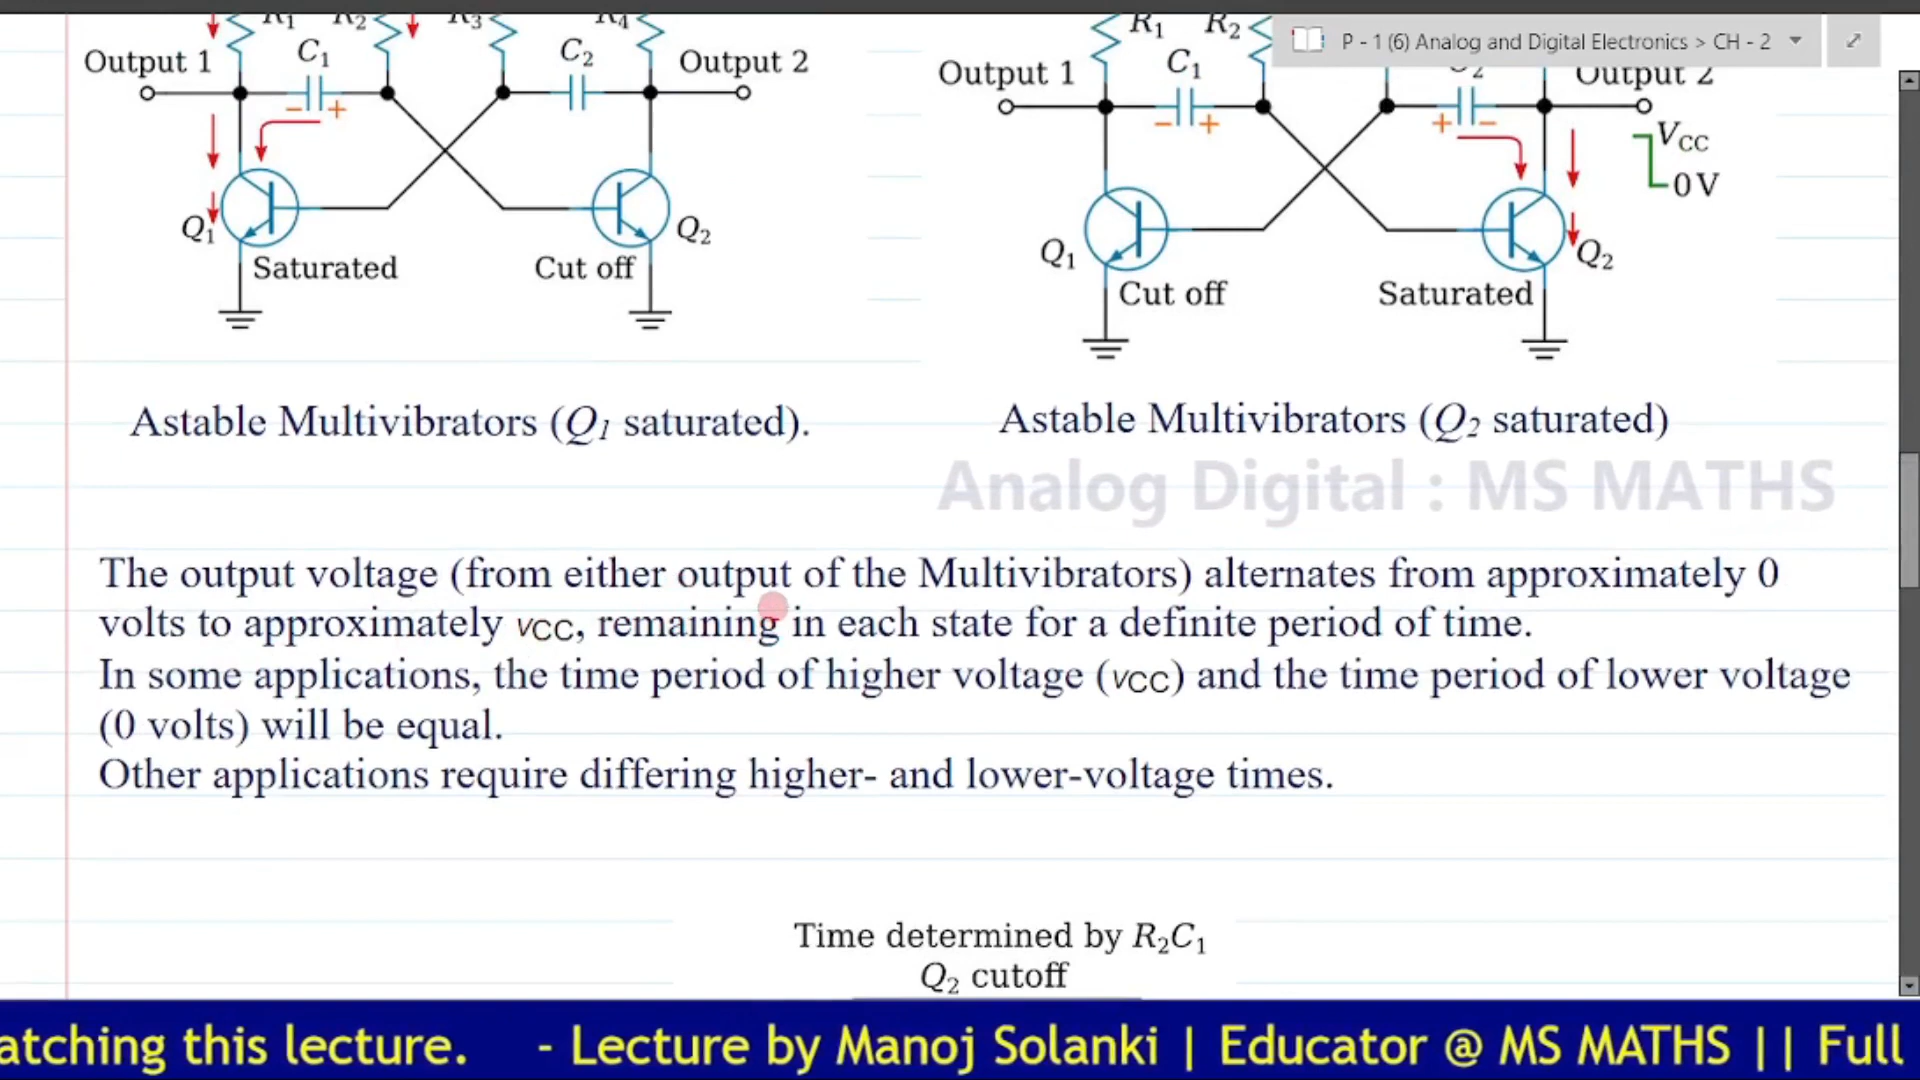 R1 R2 R3 R4
Output 1 C1 C2 Output 2
− +
Q1 Q2
Saturated Cut off
R1 R2
P - 1 (6) Analog and Digital Electronics > CH - 2
Output 1 C1 C2 Output 2
− + + −
VCC
0 V
Q1 Q2
Cut off Saturated
Astable Multivibrators (Q1 saturated).
Astable Multivibrators (Q2 saturated)
Analog Digital : MS MATHS
The output voltage (from either output of the Multivibrators) alternates from approximately 0
volts to approximately vCC, remaining in each state for a definite period of time.
In some applications, the time period of higher voltage (vCC) and the time period of lower voltage
(0 volts) will be equal.
Other applications require differing higher- and lower-voltage times.
Time determined by R2C1
Q2 cutoff
atching this lecture. - Lecture by Manoj Solanki | Educator @ MS MATHS || Full